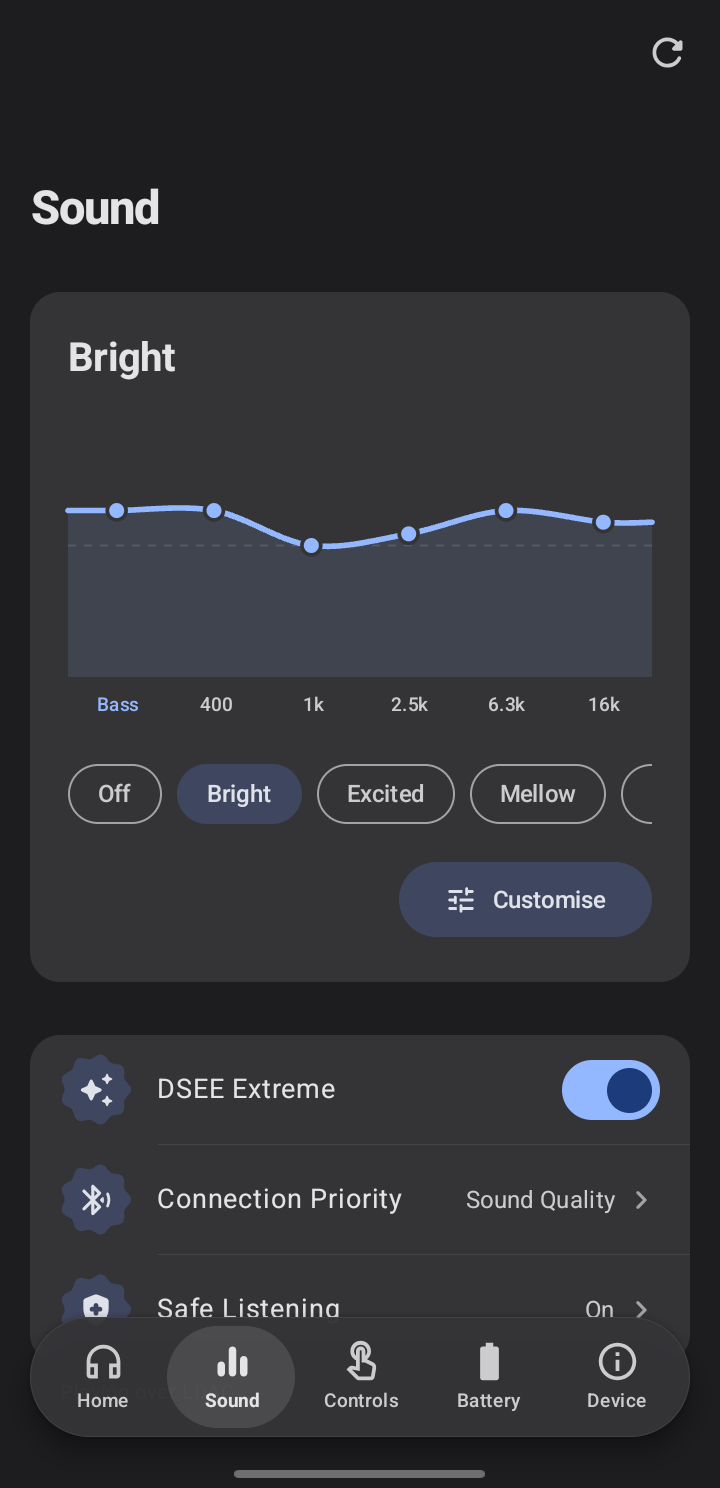 Sound
Bright
Bass 400 1k 2.5k 6.3k 16k
Off Bright Excited Mellow
Customise
DSEE Extreme
Connection Priority Sound Quality
Safe Listening On
Home Sound Controls Battery Device